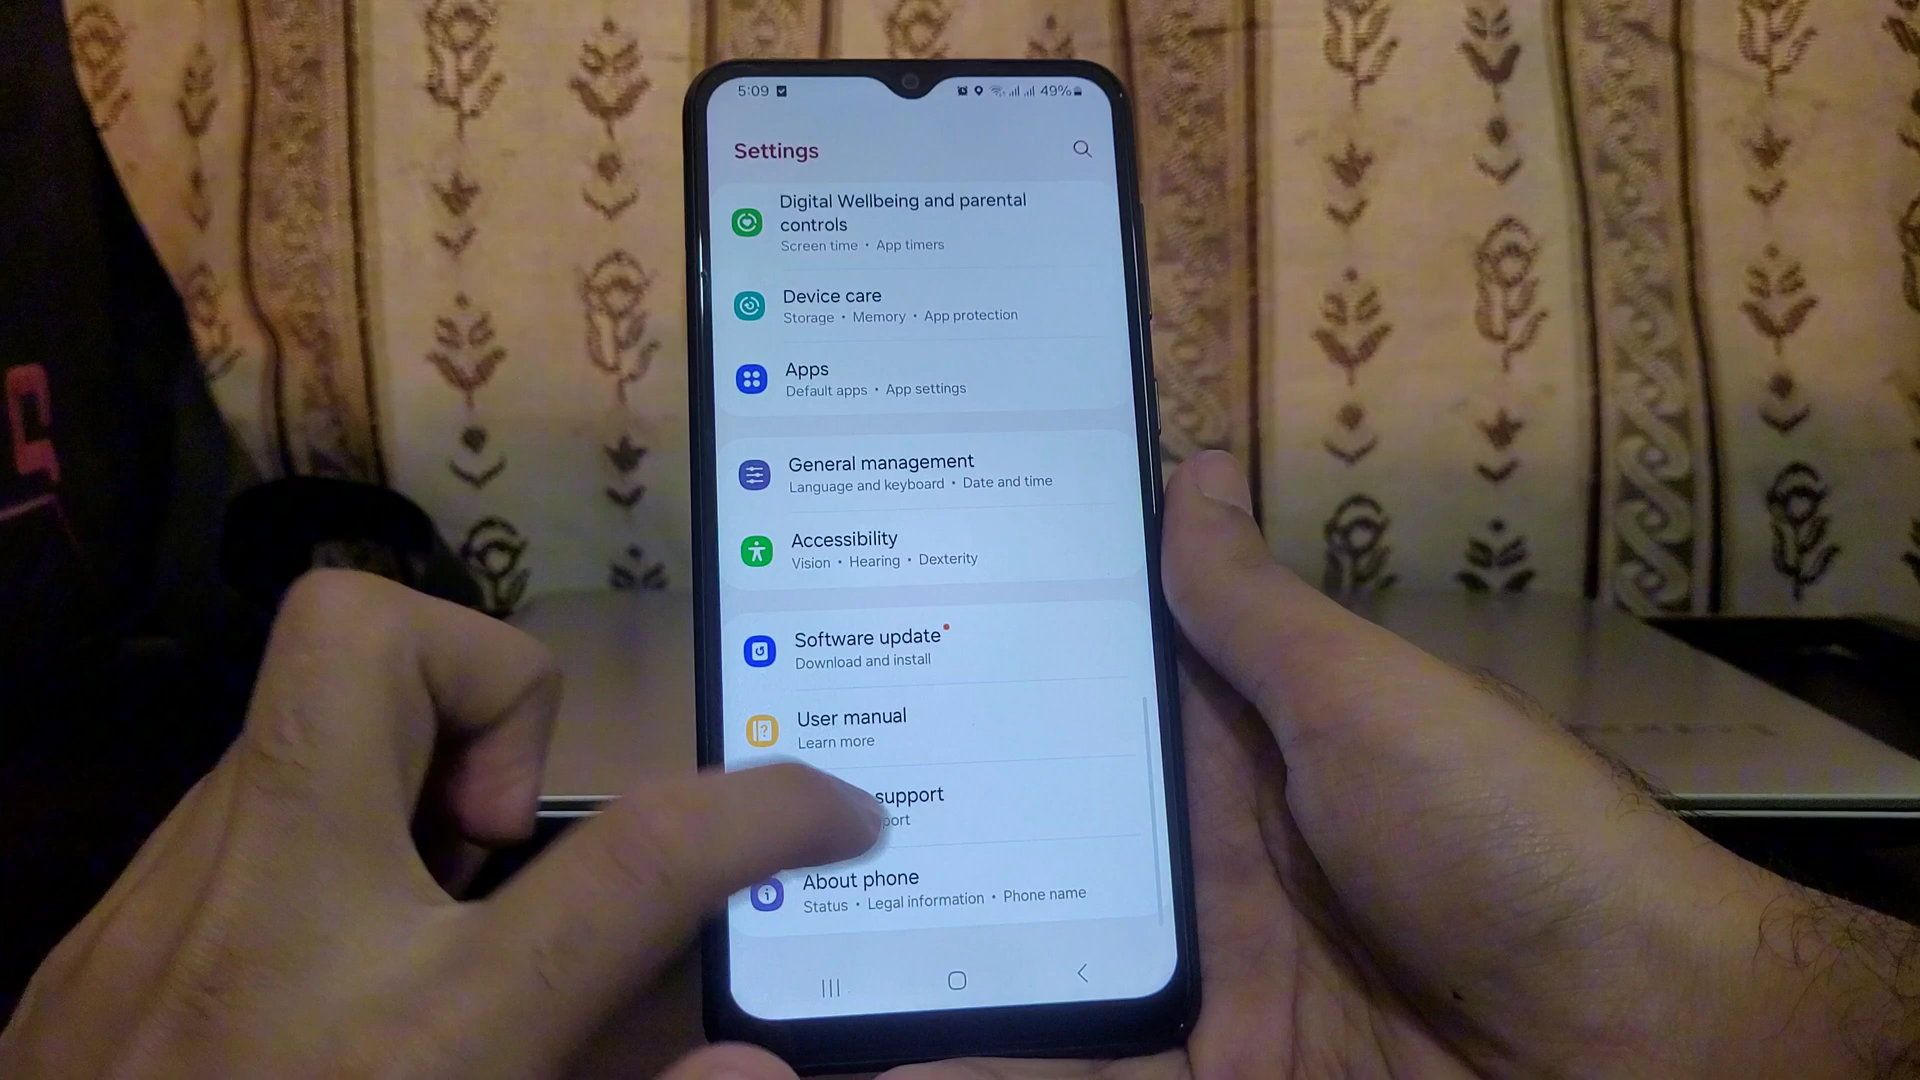 5:09
49%
Settings
Digital Wellbeing and parental
controls
Screen time • App timers
Device care
Storage • Memory • App protection
Apps
Default apps • App settings
General management
Language and keyboard • Date and time
Accessibility
Vision • Hearing • Dexterity
Software update
Download and install
User manual
Learn more
support
About phone
Status • Legal information • Phone name